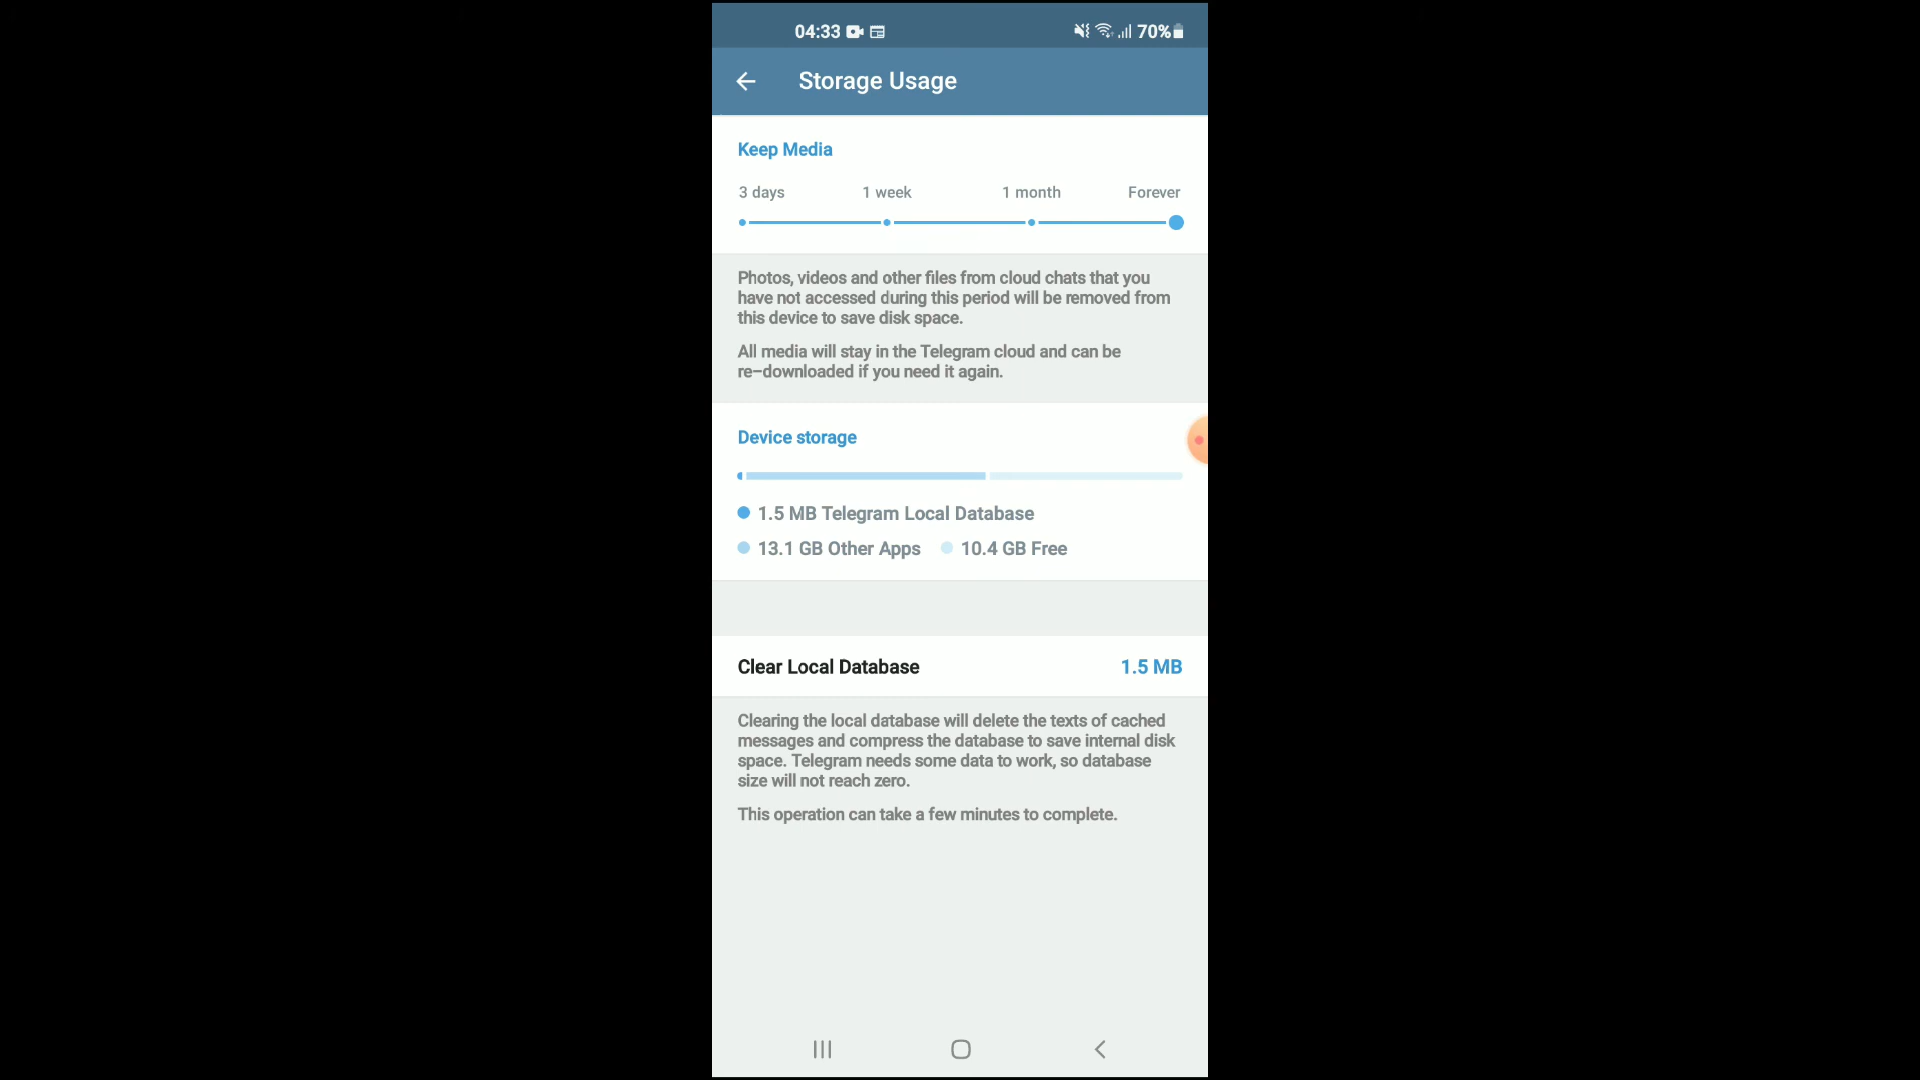 04:33 70%
Storage Usage
Keep Media
3 days 1 week 1 month Forever
Photos, videos and other files from cloud chats that you
have not accessed during this period will be removed from
this device to save disk space.
All media will stay in the Telegram cloud and can be
re-downloaded if you need it again.
Device storage
1.5 MB Telegram Local Database
13.1 GB Other Apps 10.4 GB Free
Clear Local Database 1.5 MB
Clearing the local database will delete the texts of cached
messages and compress the database to save internal disk
space. Telegram needs some data to work, so database
size will not reach zero.
This operation can take a few minutes to complete.